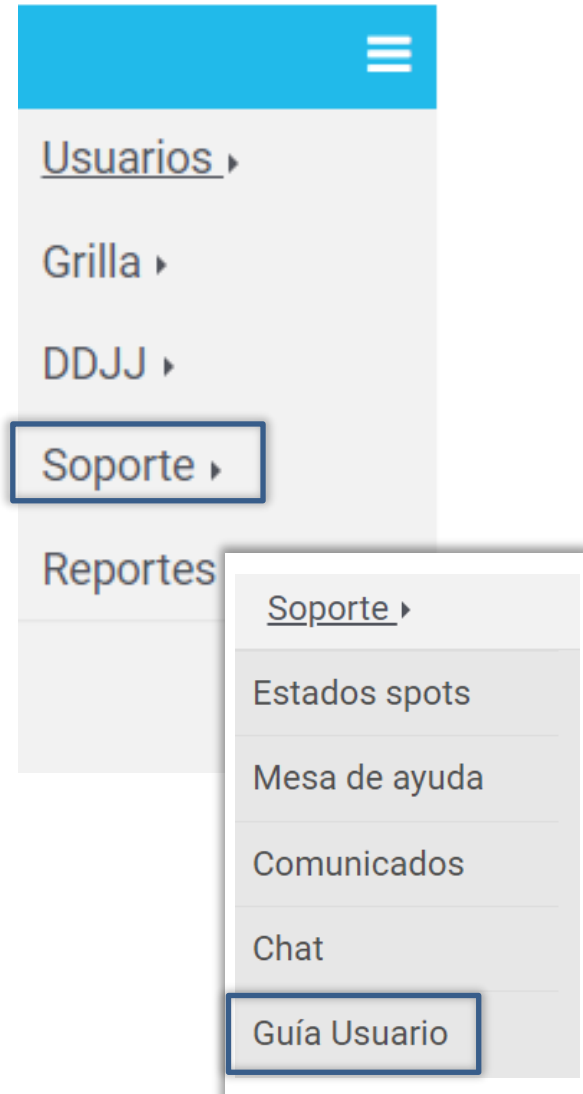 Usuarios
Grilla
DDJJ
Soporte
Reportes
Soporte
Estados spots
Mesa de ayuda
Comunicados
Chat
Guía Usuario